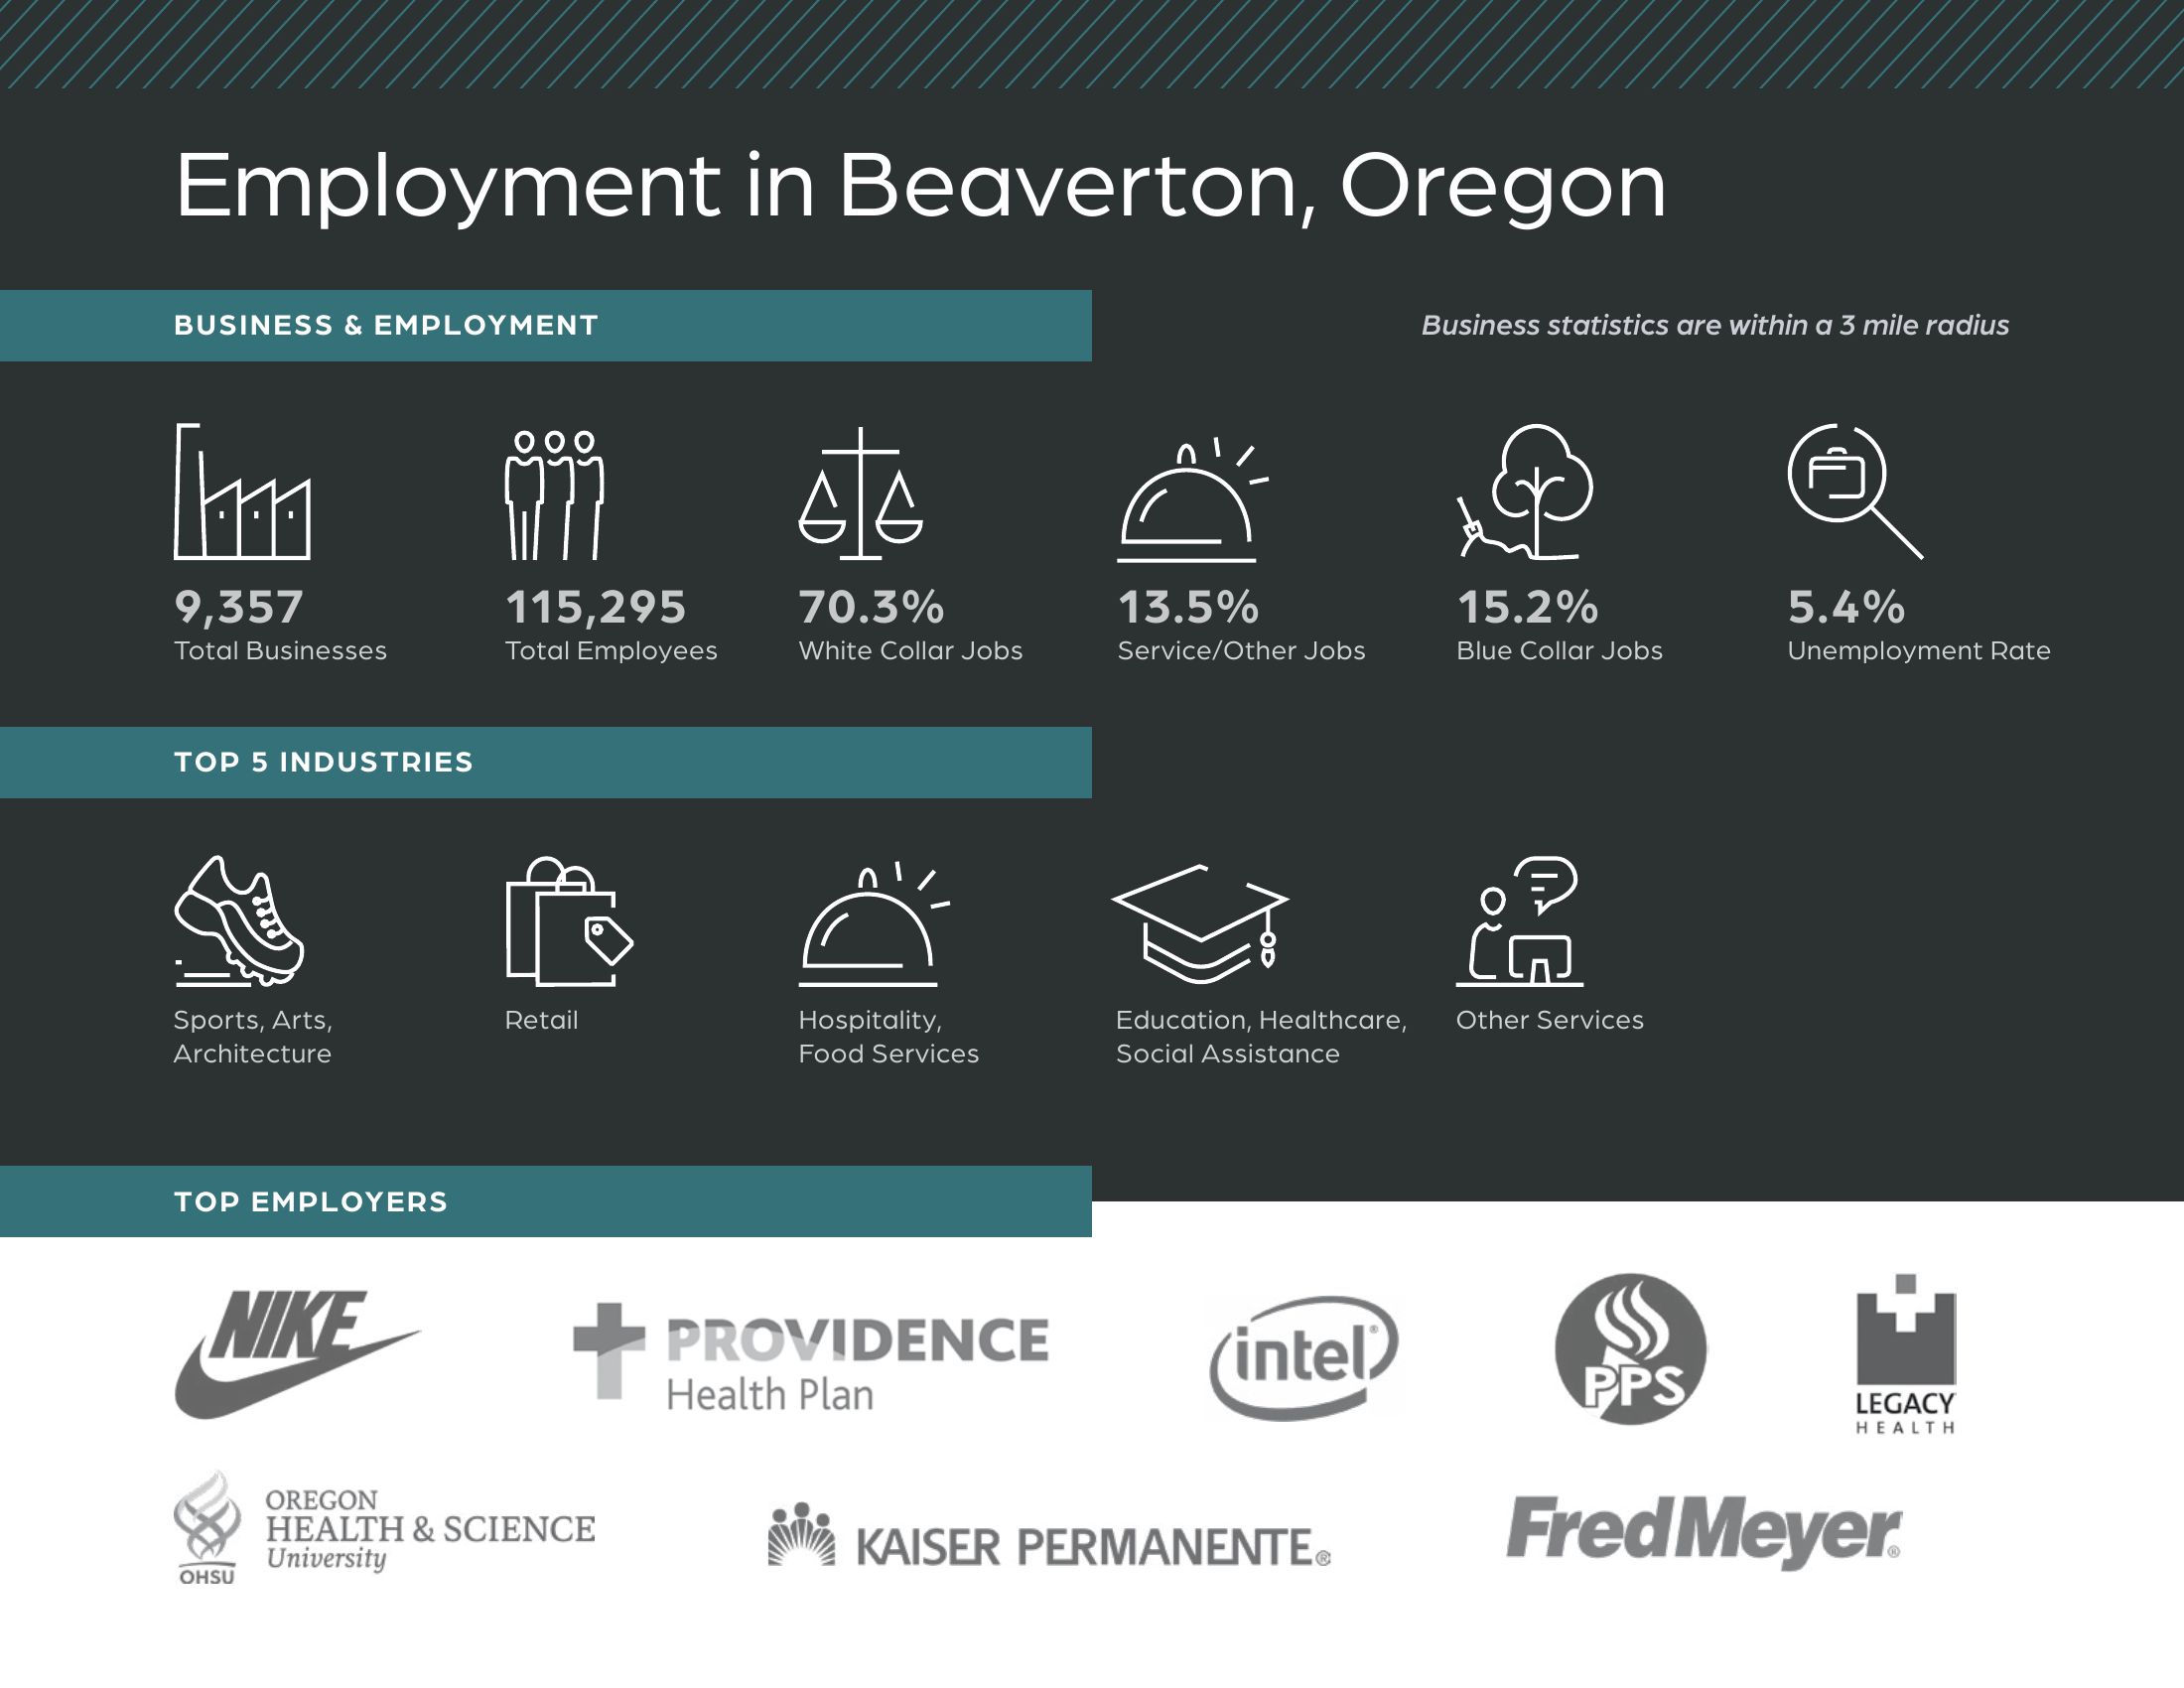 Employment in Beaverton, Oregon
BUSINESS & EMPLOYMENT
Business statistics are within a 3 mile radius
9,357
Total Businesses
115,295
Total Employees
70.3%
White Collar Jobs
13.5%
Service/Other Jobs
15.2%
Blue Collar Jobs
5.4%
Unemployment Rate
TOP 5 INDUSTRIES
Sports, Arts,
Architecture
Retail
Hospitality,
Food Services
Education, Healthcare,
Social Assistance
Other Services
TOP EMPLOYERS
NIKE
PROVIDENCE
Health Plan
intel®
PPS
LEGACY
HEALTH
OREGON
HEALTH & SCIENCE
University
OHSU
KAISER PERMANENTE®
FredMeyer®